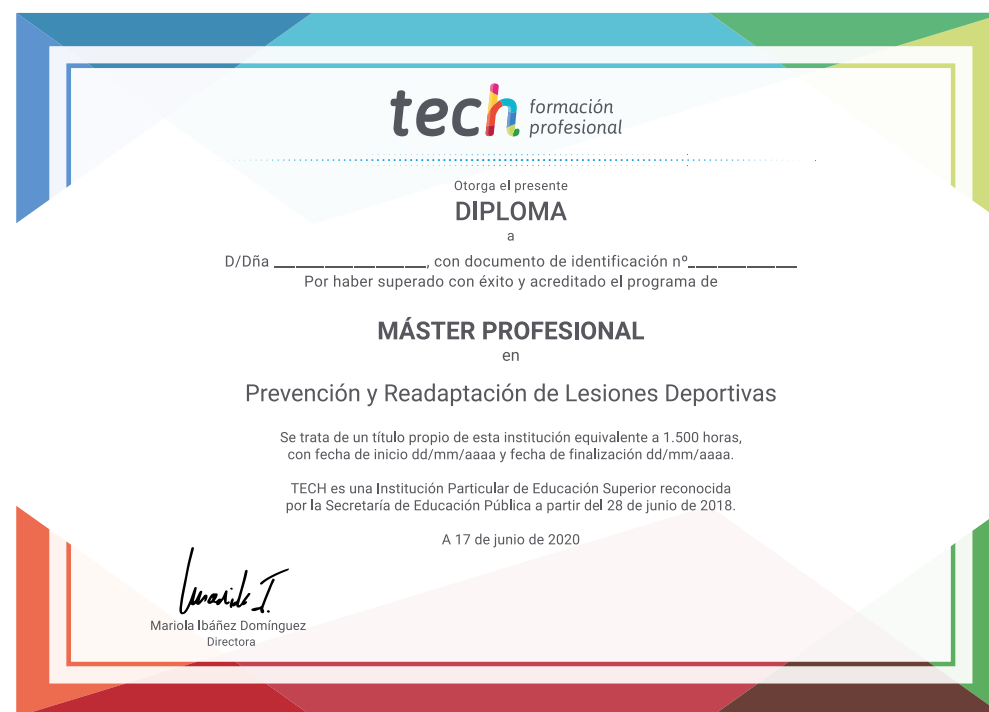 tech formación
profesional
Otorga el presente
DIPLOMA
a
D/Dña ________________, con documento de identificación nº___________
Por haber superado con éxito y acreditado el programa de
MÁSTER PROFESIONAL
en
Prevención y Readaptación de Lesiones Deportivas
Se trata de un título propio de esta institución equivalente a 1.500 horas,
con fecha de inicio dd/mm/aaaa y fecha de finalización dd/mm/aaaa.
TECH es una Institución Particular de Educación Superior reconocida
por la Secretaría de Educación Pública a partir del 28 de junio de 2018.
A 17 de junio de 2020
Mariola Ibáñez Domínguez
Directora